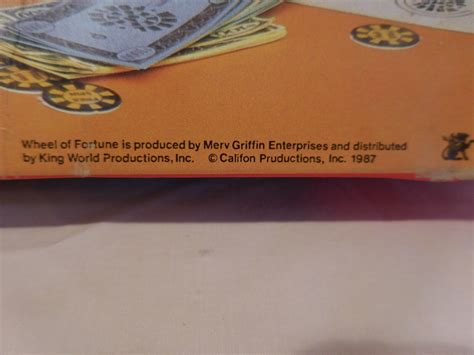 Wheel of Fortune is produced by Merv Griffin Enterprises and distributed
by King World Productions, Inc. © Califon Pruductions, Inc. 1987